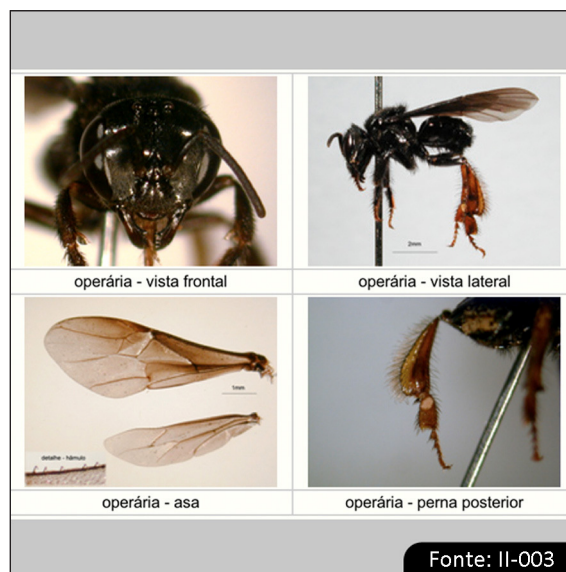 operária - vista frontal
operária - vista lateral
2mm
operária - asa
1mm
detalhe - hâmulo
operária - perna posterior
Fonte: II-003